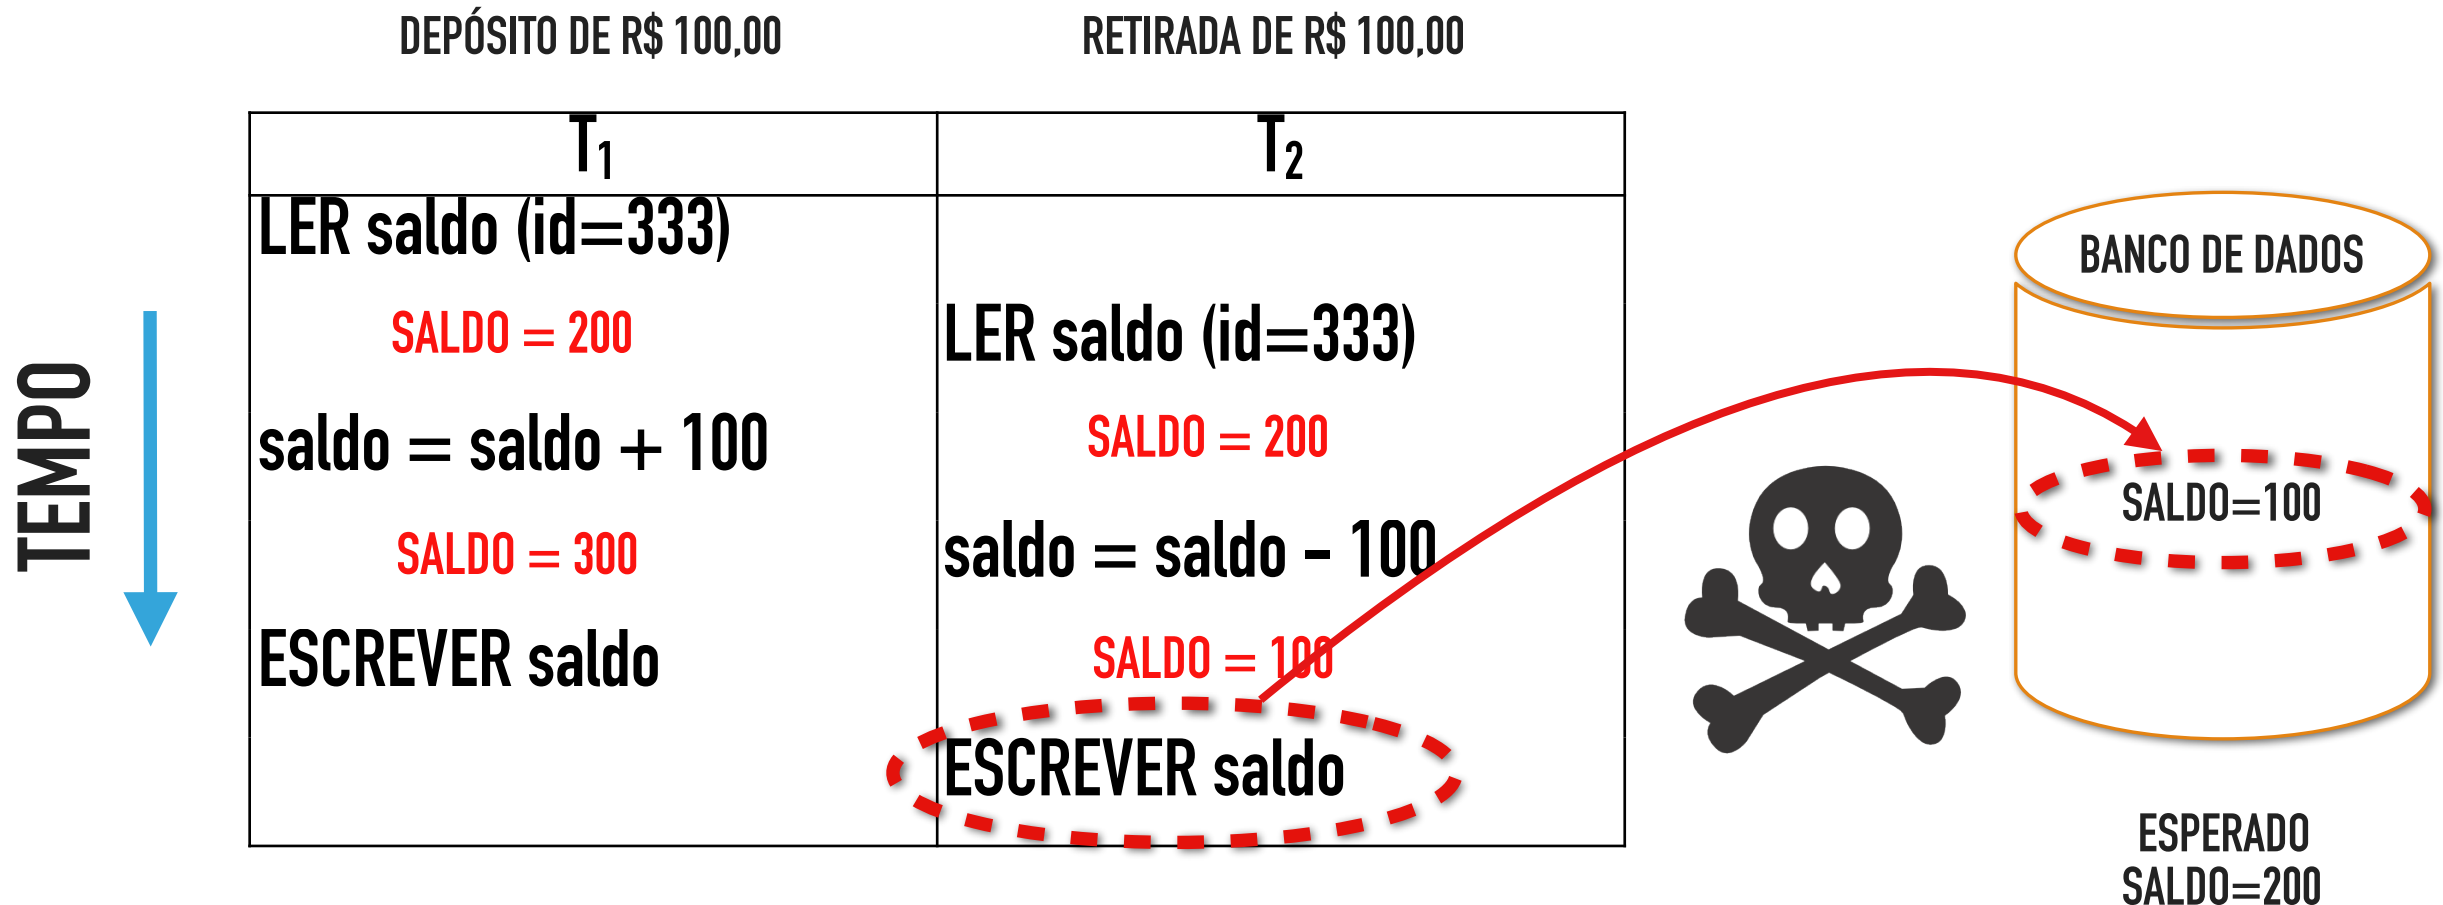 DEPÓSITO DE R$ 100,00
RETIRADA DE R$ 100,00
T1
T2
LER saldo (id=333)
SALDO = 200
LER saldo (id=333)
saldo = saldo + 100
SALDO = 200
SALDO = 300
saldo = saldo – 100
ESCREVER saldo
SALDO = 100
ESCREVER saldo
TEMPO
BANCO DE DADOS
SALDO=100
ESPERADO
SALDO=200